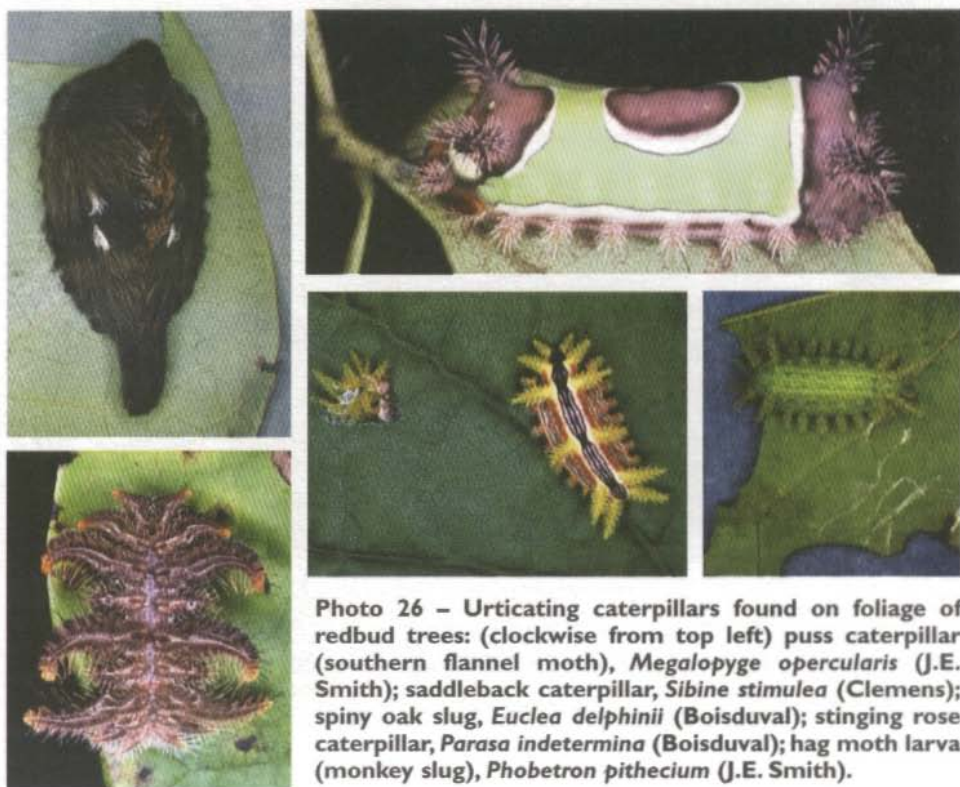 Photo 26 – Urticating caterpillars found on foliage of
redbud trees: (clockwise from top left) puss caterpillar
(southern flannel moth), Megalopyge opercularis (J.E.
Smith); saddleback caterpillar, Sibine stimulea (Clemens);
spiny oak slug, Euclea delphinii (Boisduval); stinging rose
caterpillar, Parasa indetermina (Boisduval); hag moth larva
(monkey slug), Phobetron pithecium (J.E. Smith).